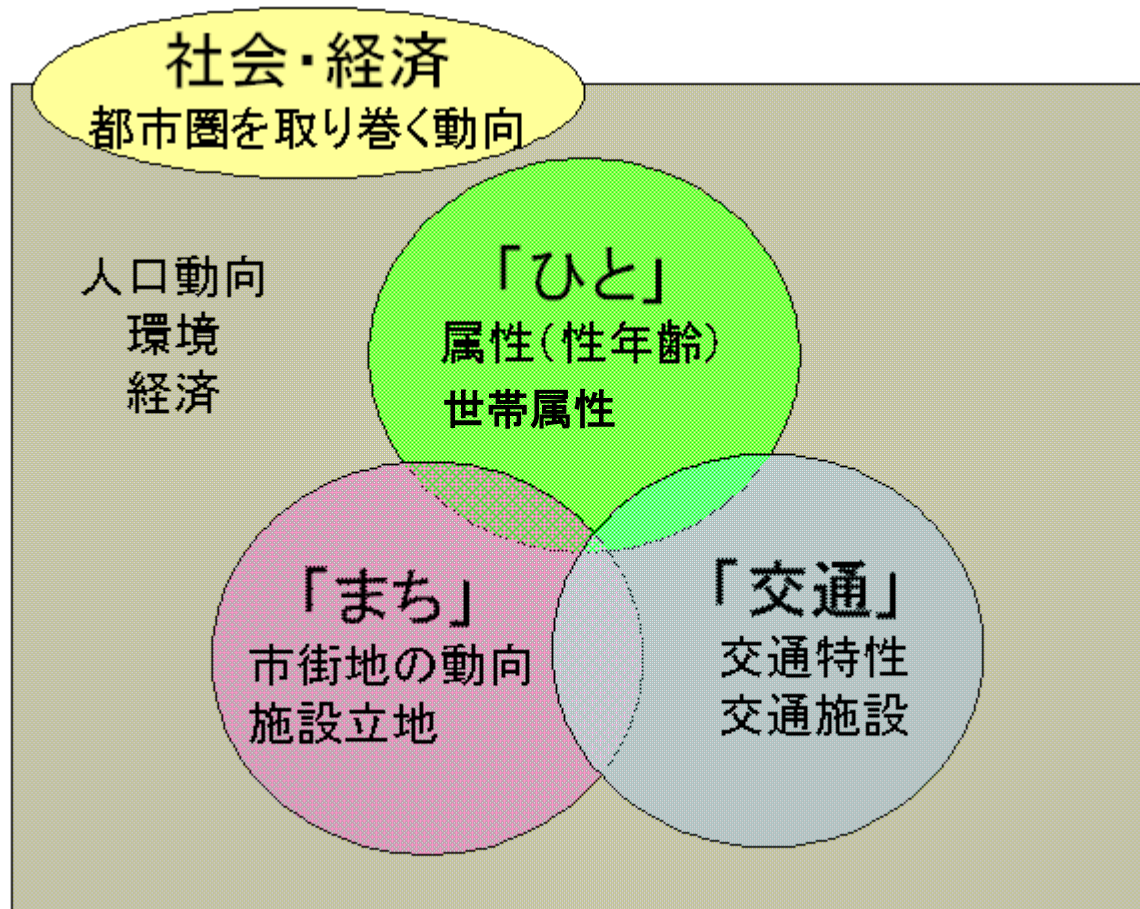 社会・経済
都市圏を取り巻く動向
人口動向
環境
経済
「ひと」
属性(性年齢)
世帯属性
「まち」
市街地の動向
施設立地
「交通」
交通特性
交通施設